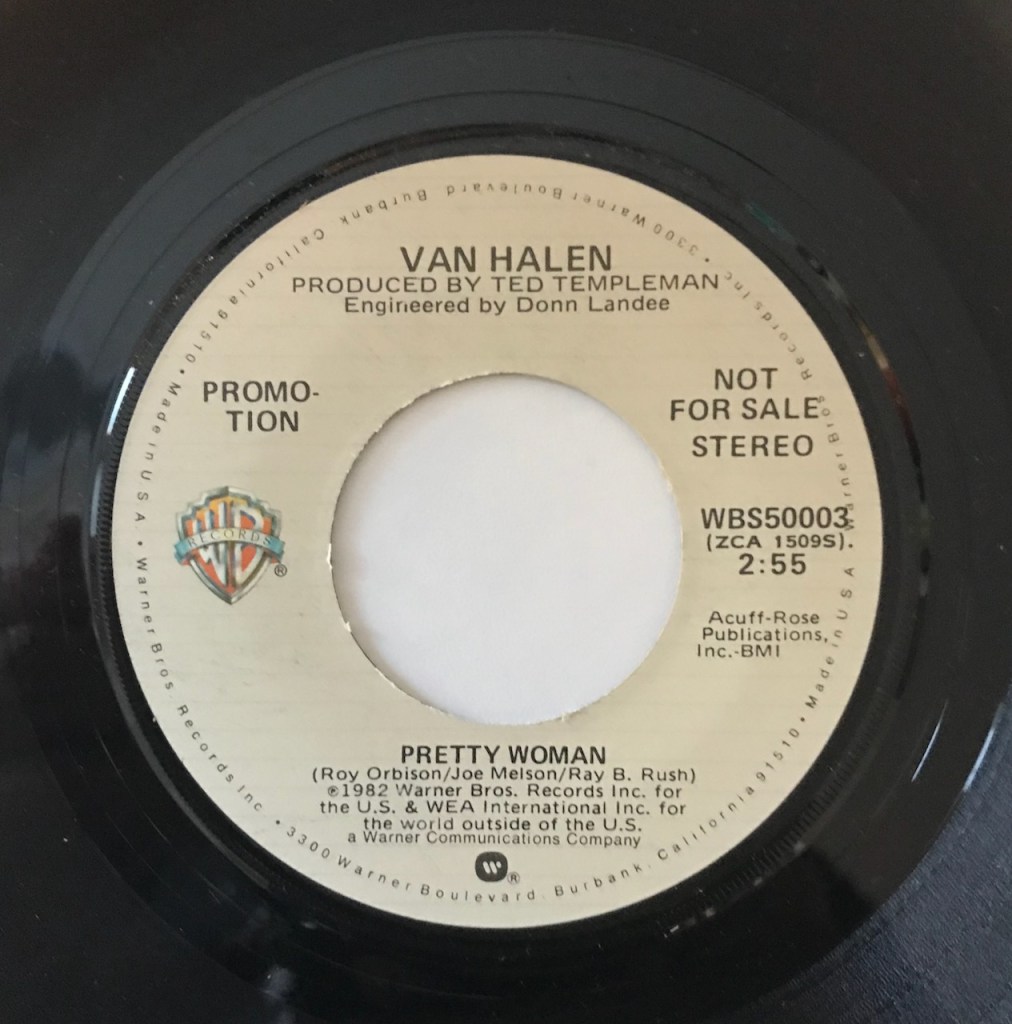 VAN HALEN
PRODUCED BY TED TEMPLEMAN
Engineered by Donn Landee
PROMO-
TION
NOT
FOR SALE
STEREO
RECORDS
®
WBS50003
(ZCA 1509S).
2:55
Acuff-Rose
Publications,
Inc.-BMI
PRETTY WOMAN
(Roy Orbison/Joe Melson/Ray B. Rush)
℗1982 Warner Bros. Records Inc. for
the U.S. & WEA International Inc. for
the world outside of the U.S.
a Warner Communications Company
®
Warner Bros. Records Inc. • 3300 Warner Boulevard Burbank, California 91510 • Made in U S A • Warner Bros. Records Inc. • 3300 Warner Boulevard. Burbank, California 91510 • Made in U S A